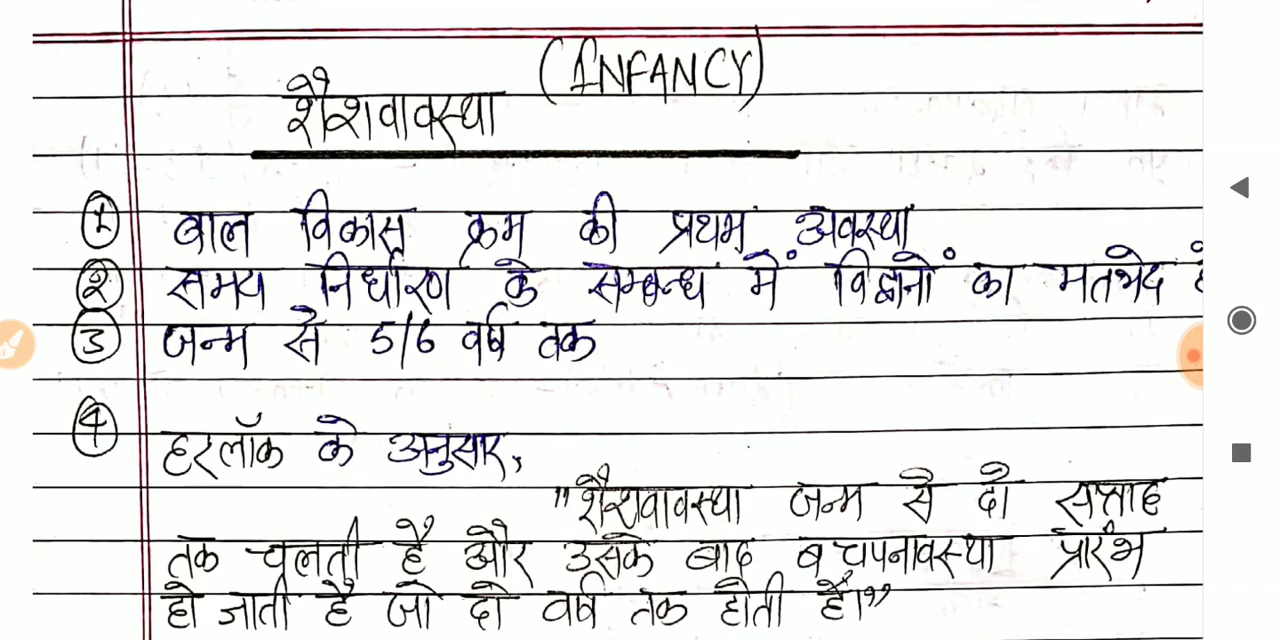 (INFANCY)
शैशवावस्था
① बाल विकास क्रम की प्रथम अवस्था
② समय निर्धारण के सम्बन्ध में विद्वानों का मतभेद
③ जन्म से 5/6 वर्ष तक
④ हरलॉक के अनुसार,
"शैशवावस्था जन्म से दो सप्ताह
तक चलती है और उसके बाद बचपनावस्था प्रारंभ
हो जाती है जो दो वर्ष तक होती है।"